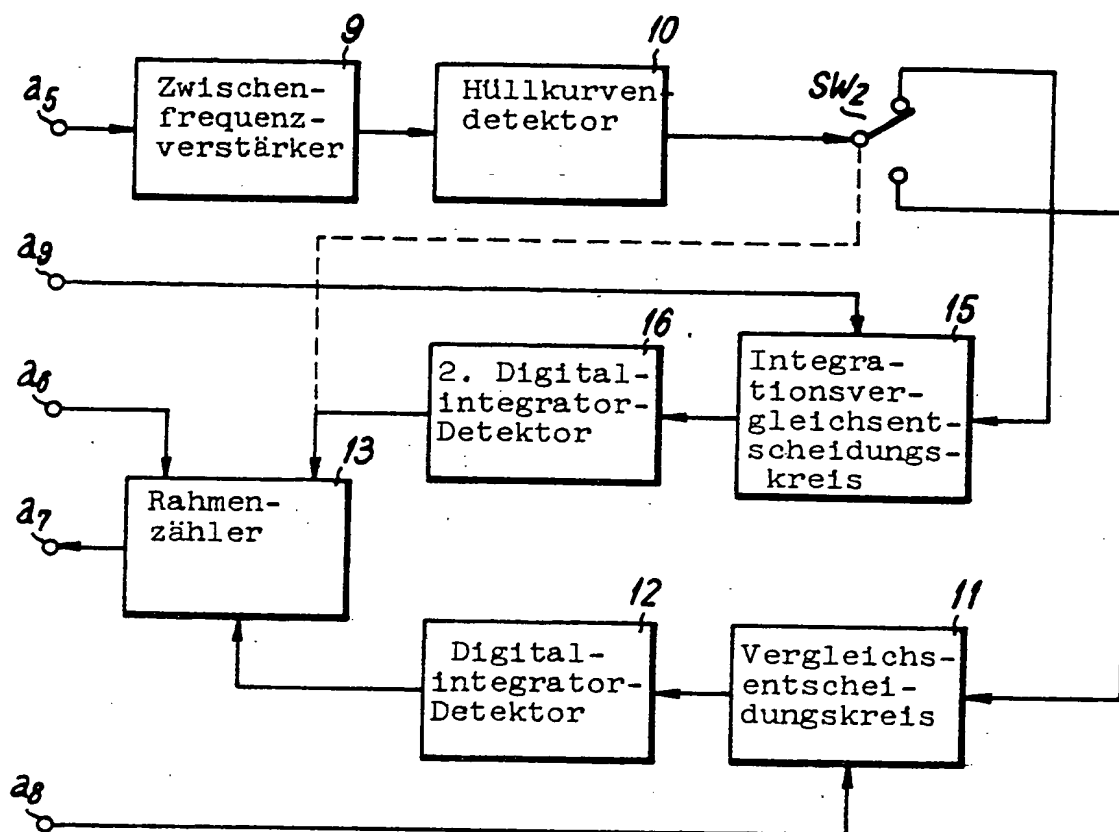 9
10
a5
Zwischen-
frequenz-
verstärker
Hüllkurven-
detektor
SW2
a9
15
16
Integra-
tionsver-
gleichsent-
scheidungs-
kreis
2. Digital-
integrator-
Detektor
a6
13
Rahmen-
zähler
a7
12
11
Digital-
integrator-
Detektor
Vergleichs-
entschei-
dungskreis
a8